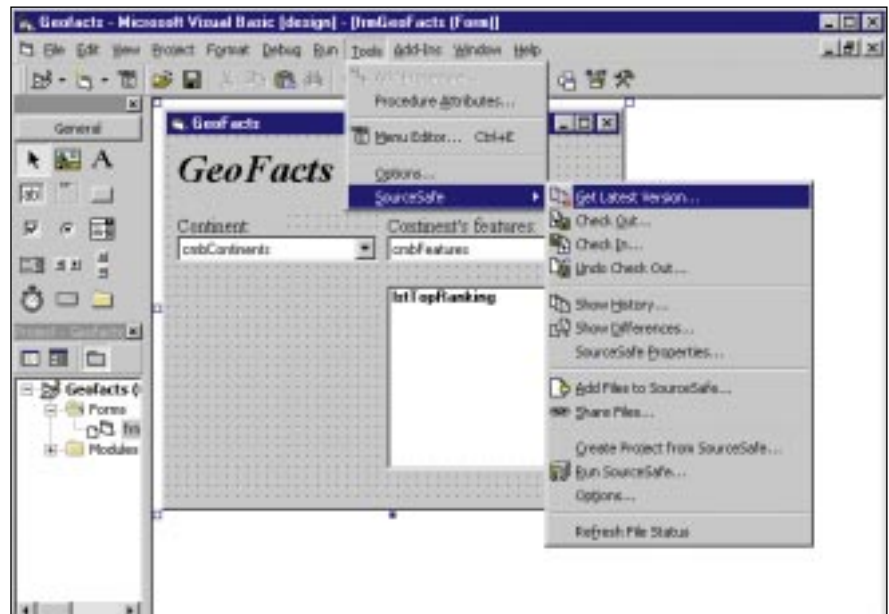 Geofacts - Microsoft Visual Basic [design] - [frmGeoFacts (Form)]
File Edit View Project Format Debug Run Tools Add-Ins Window Help
Procedure Attributes...
Menu Editor... Ctrl+E
Options...
SourceSafe
Get Latest Version...
Check Out...
Check In...
Undo Check Out...
Show History...
Show Differences...
SourceSafe Properties...
Add Files to SourceSafe...
Share Files...
Create Project from SourceSafe...
Run SourceSafe...
Options...
Refresh File Status
General
A
abl
GeoFacts
GeoFacts
Continent:
Continent's features:
cmbContinents
cmbFeatures
lstTopRanking
Project - Geofacts
Geofacts (
Forms
Modules